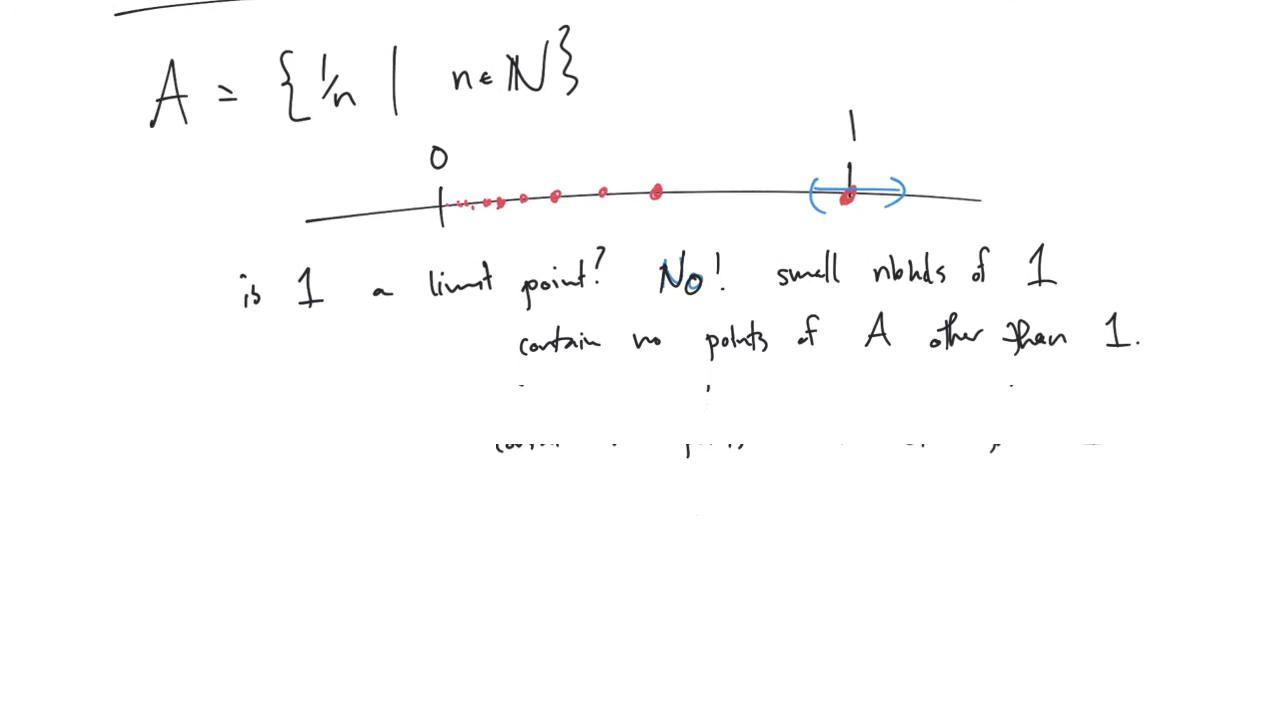 A = {1/n | n∈ℕ}
0 1
is 1 a limit point? No! small nbhds of 1
contain no points of A other than 1.